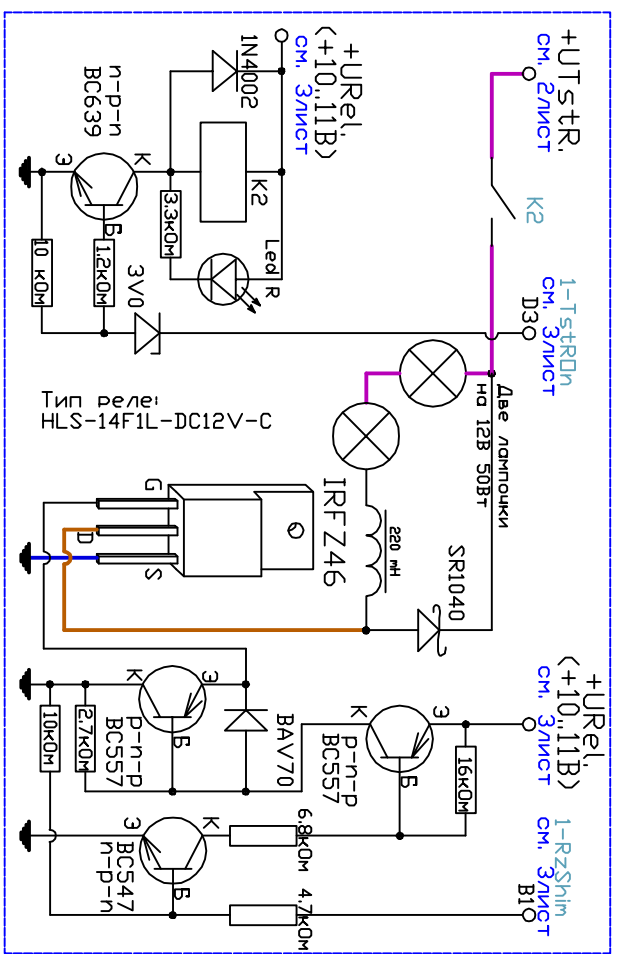 +UTstR.
см. 2лист
K2
1-TstROn
см. 3лист
D3
Две лампочки
на 12В 50Вт
SR1040
220 mH
IRFZ46
G
D
S
+URel.
(+10..11В)
см. 3лист
1N4002
K2
3.3кОм
Led R
n-p-n
BC639
Э
К
Б
1.2кОм
10 кОм
3V0
Тип реле:
HLS-14F1L-DC12V-C
+URel.
(+10..11В)
см. 3лист
Э
К
Б
p-n-p
BC557
16кОм
BAV70
Э
К
Б
p-n-p
BC557
2.7кОм
10кОм
1-RzShim
см. 3лист
B1
6.8кОм
4.7кОм
К
Э
Б
BC547
n-p-n